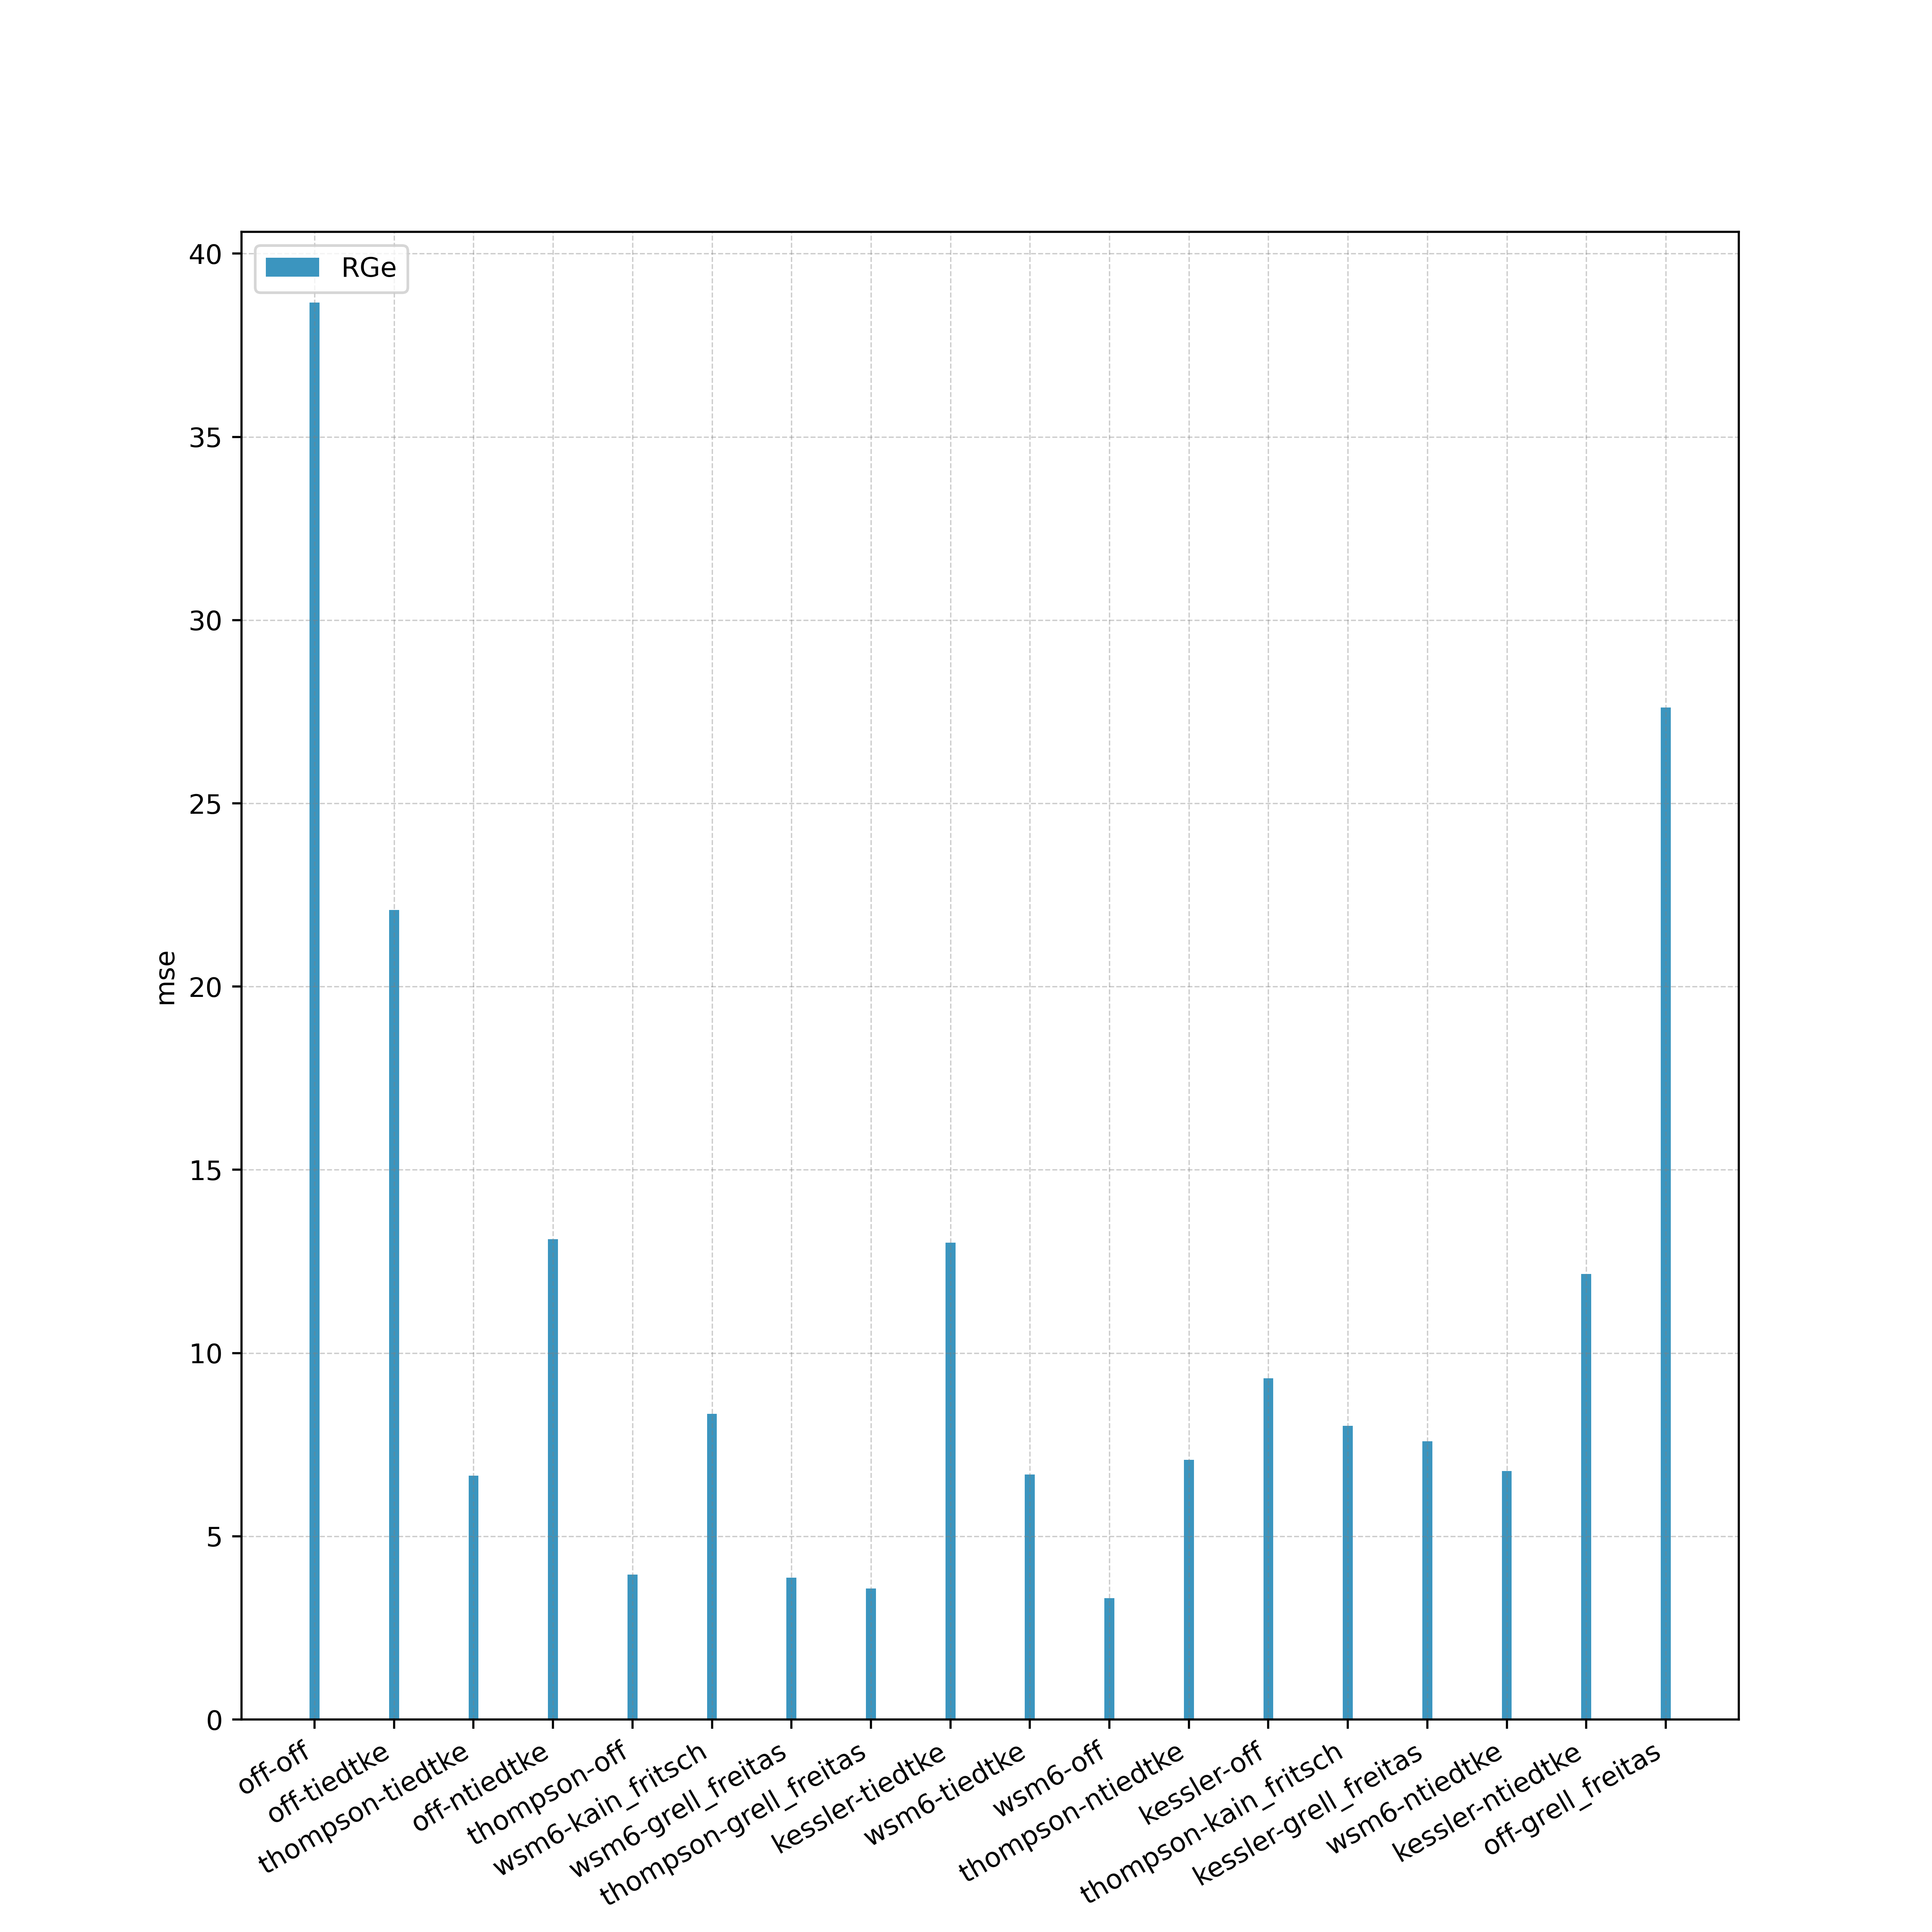 RGe
40
35
30
25
20
15
10
5
0
mse
off-off
off-tiedtke
thompson-tiedtke
off-ntiedtke
thompson-off
wsm6-kain_fritsch
wsm6-grell_freitas
thompson-grell_freitas
kessler-tiedtke
wsm6-tiedtke
wsm6-off
thompson-ntiedtke
kessler-off
thompson-kain_fritsch
kessler-grell_freitas
wsm6-ntiedtke
kessler-ntiedtke
off-grell_freitas